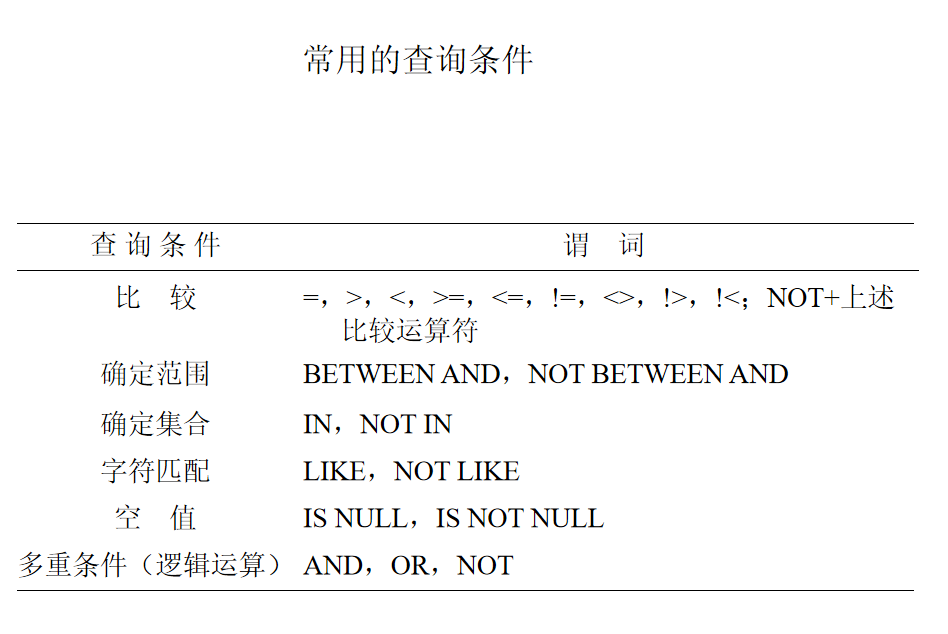 常用的查询条件
查 询 条 件 谓 词
比 较 =，>，<，>=，<=，!=，<>，!>，!<；NOT+上述
比较运算符
确定范围 BETWEEN AND，NOT BETWEEN AND
确定集合 IN，NOT IN
字符匹配 LIKE，NOT LIKE
空 值 IS NULL，IS NOT NULL
多重条件（逻辑运算） AND，OR，NOT